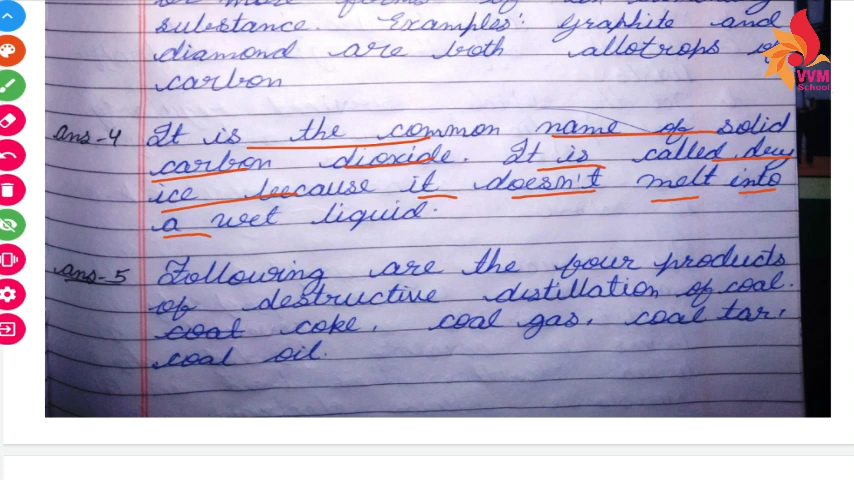 substance. Examples: Graphite and
diamond are both allotrops of
carbon
ans-4 It is the common name of solid
carbon dioxide. It is called dry
ice because it doesn't melt into
a wet liquid.
ans-5 Following are the four products
of destructive distillation of coal.
coat coke, coal gas, coal tar,
coal oil.
VVM
School